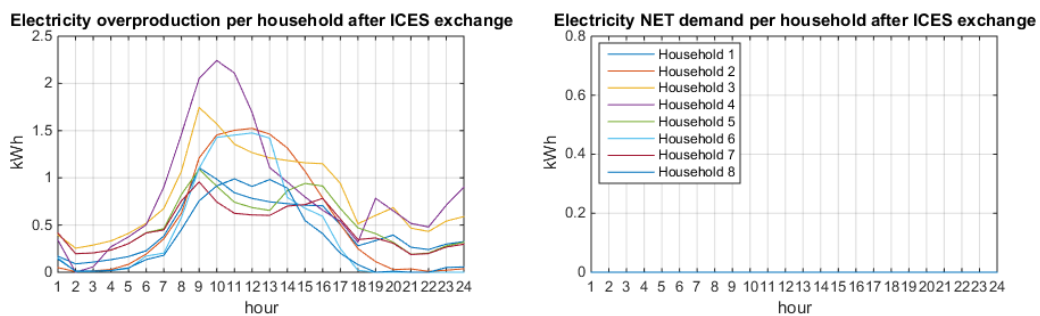 Electricity overproduction per household after ICES exchange
2.5
2
1.5
1
0.5
0
kWh
1 2 3 4 5 6 7 8 9 10 11 12 13 14 15 16 17 18 19 20 21 22 23 24
hour
Electricity NET demand per household after ICES exchange
0.8
0.6
0.4
0.2
0
kWh
Household 1
Household 2
Household 3
Household 4
Household 5
Household 6
Household 7
Household 8
1 2 3 4 5 6 7 8 9 10 11 12 13 14 15 16 17 18 19 20 21 22 23 24
hour